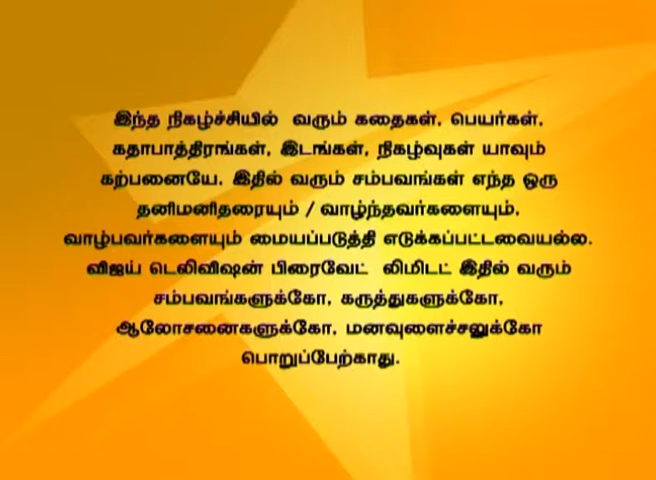 இந்த நிகழ்ச்சியில் வரும் கதைகள், பெயர்கள்,
கதாபாத்திரங்கள், இடங்கள், நிகழ்வுகள் யாவும்
கற்பனையே. இதில் வரும் சம்பவங்கள் எந்த ஒரு
தனிமனிதரையும் / வாழ்ந்தவர்களையும்,
வாழ்பவர்களையும் மையப்படுத்தி எடுக்கப்பட்டவையல்ல.
விஜய் டெலிவிஷன் பிரைவேட் லிமிடட் இதில் வரும்
சம்பவங்களுக்கோ, கருத்துகளுக்கோ,
ஆலோசனைகளுக்கோ, மனவுளைச்சலுக்கோ
பொறுப்பேற்காது.